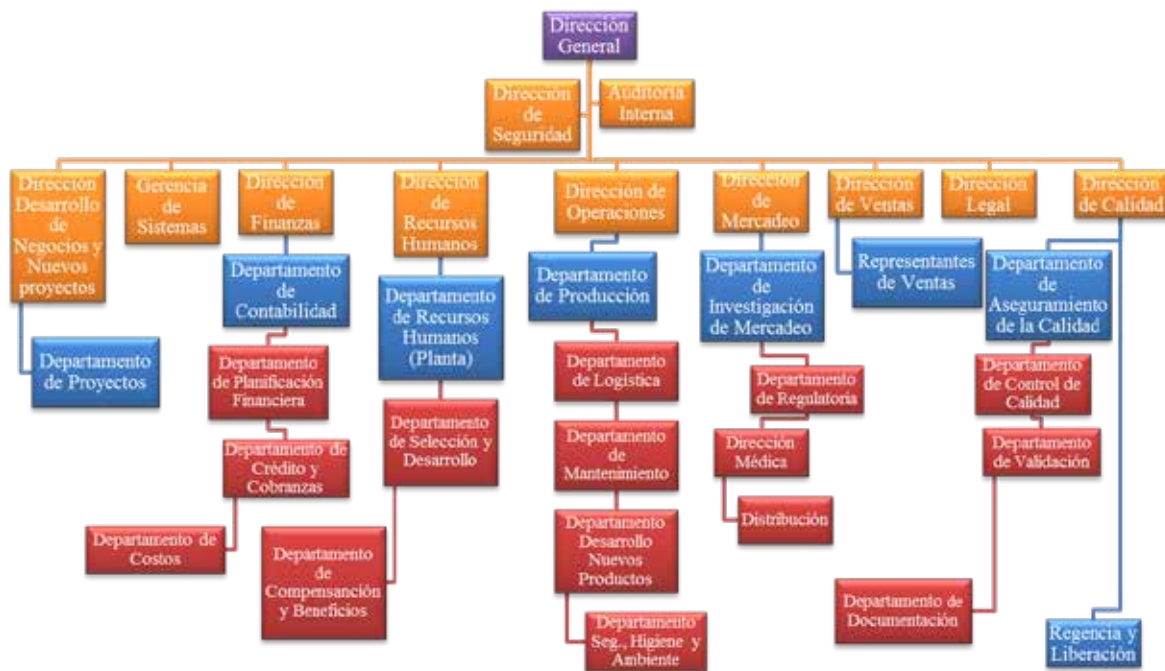 Dirección
General
Dirección
de
Seguridad
Auditoria
Interna
Dirección
Desarrollo
de
Negocios y
Nuevos
proyectos
Gerencia
de
Sistemas
Dirección
de
Finanzas
Dirección
de
Recursos
Humanos
Dirección de
Operaciones
Dirección
de
Mercadeo
Dirección
de Ventas
Dirección
Legal
Dirección
de Calidad
Departamento
de
Contabilidad
Departamento
de Recursos
Humanos
(Planta)
Departamento
de Producción
Departamento
de
Investigación
de Mercadeo
Representantes
de Ventas
Departamento
de
Aseguramiento
de la Calidad
Departamento
de Proyectos
Departamento
de Planificación
Financiera
Departamento
de Logística
Departamento
de Regulatoria
Departamento
de Control de
Calidad
Departamento
de Selección y
Desarrollo
Departamento de
Crédito y
Cobranzas
Departamento
de
Mantenimiento
Dirección
Médica
Departamento
de Validación
Departamento de
Costos
Departamento
de
Compensanción
y Beneficios
Departamento
Desarrollo
Nuevos
Productos
Distribución
Departamento de
Documentación
Departamento
Seg., Higiene y
Ambiente
Regencia y
Liberación